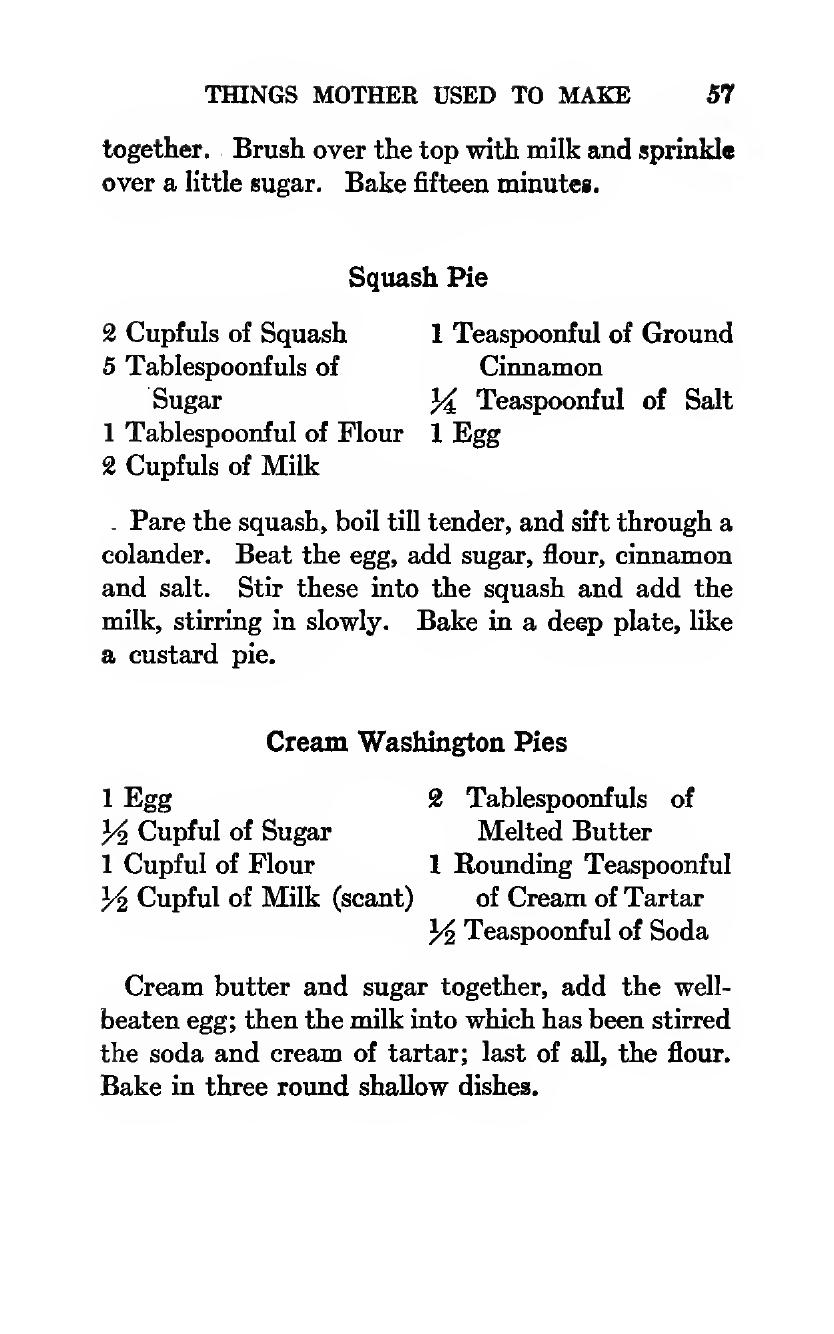 THINGS MOTHER USED TO MAKE 57
together. Brush over the top with milk and sprinkle
over a little sugar. Bake fifteen minutes.
Squash Pie
2 Cupfuls of Squash
5 Tablespoonfuls of
Sugar
1 Tablespoonful of Flour
2 Cupfuls of Milk
1 Teaspoonful of Ground
Cinnamon
¼ Teaspoonful of Salt
1 Egg
Pare the squash, boil till tender, and sift through a
colander. Beat the egg, add sugar, flour, cinnamon
and salt. Stir these into the squash and add the
milk, stirring in slowly. Bake in a deep plate, like
a custard pie.
Cream Washington Pies
1 Egg
½ Cupful of Sugar
1 Cupful of Flour
½ Cupful of Milk (scant)
2 Tablespoonfuls of
Melted Butter
1 Rounding Teaspoonful
of Cream of Tartar
½ Teaspoonful of Soda
Cream butter and sugar together, add the well-
beaten egg; then the milk into which has been stirred
the soda and cream of tartar; last of all, the flour.
Bake in three round shallow dishes.